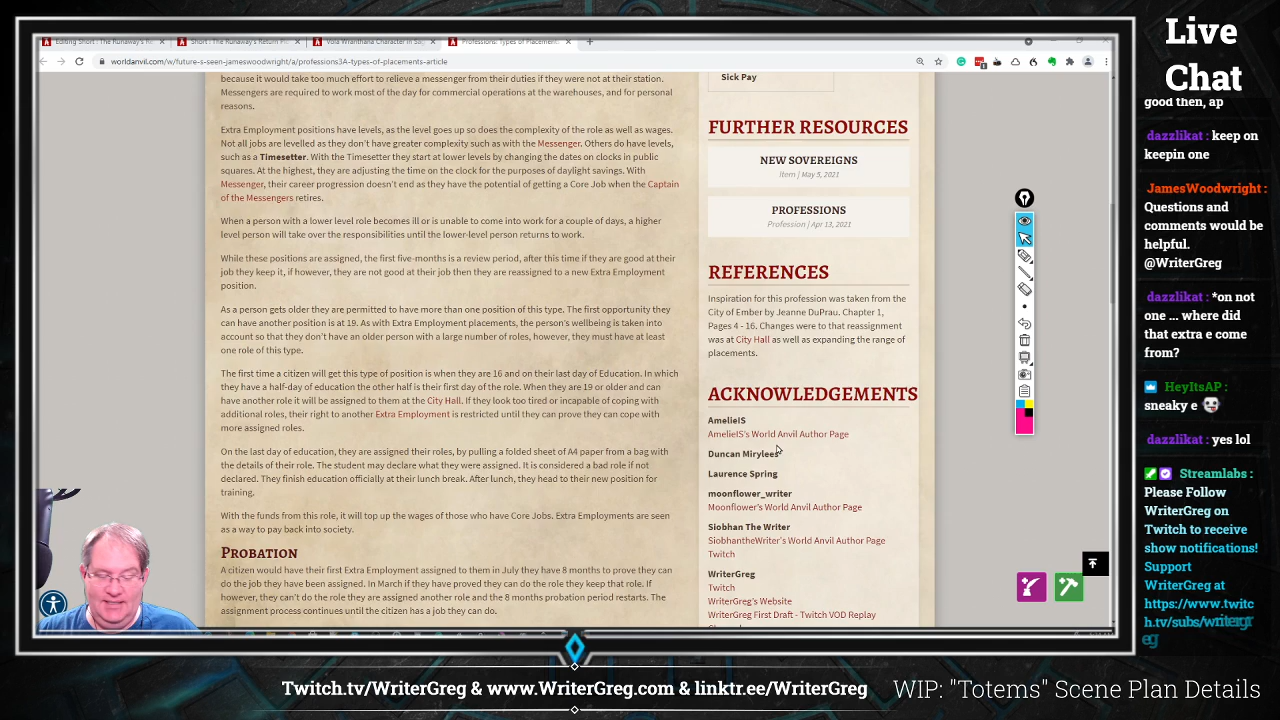 Editing Short : The Runaway's R
Short : The Runaway's Return P
Vola Wranthana Character in Sa
Professions: Types of Placemen
worldanvil.com/w/future-s-seen-jameswoodwright/a/professions3A-types-of-placements-article
because it would take too much effort to relieve a messenger from their duties if they were not at their station.
Messengers are required to work most of the day for commercial operations at the warehouses, and for personal
reasons.
Extra Employment positions have levels, as the level goes up so does the complexity of the role as well as wages.
Not all jobs are levelled as they don't have greater complexity such as with the Messenger. Others do have levels,
such as a Timesetter. With the Timesetter they start at lower levels by changing the dates on clocks in public
squares. At the highest, they are adjusting the time on the clock for the purposes of daylight savings. With
Messenger, their career progression doesn't end as they have the potential of getting a Core Job when the Captain
of the Messengers retires.
When a person with a lower level role becomes ill or is unable to come into work for a couple of days, a higher
level person will take over the responsibilities until the lower-level person returns to work.
While these positions are assigned, the first five-months is a review period, after this time if they are good at their
job they keep it, if however, they are not good at their job then they are reassigned to a new Extra Employment
position.
As a person gets older they are permitted to have more than one position of this type. The first opportunity they
can have another position is at 19. As with Extra Employment placements, the person's wellbeing is taken into
account so that they don't have an older person with a large number of roles, however, they must have at least
one role of this type.
The first time a citizen will get this type of position is when they are 16 and on their last day of Education. In which
they have a half-day of education the other half is their first day of the role. When they are 19 or older and can
have another role it will be assigned to them at the City Hall. If they look too tired or incapable of coping with
additional roles, their right to another Extra Employment is restricted until they can prove they can cope with
more assigned roles.
On the last day of education, they are assigned their roles, by pulling a folded sheet of A4 paper from a bag with
the details of their role. The student may declare what they were assigned. It is considered a bad role if not
declared. They finish education officially at their lunch break. After lunch, they head to their new position for
training.
With the funds from this role, it will top up the wages of those who have Core Jobs. Extra Employments are seen
as a way to pay back into society.
PROBATION
A citizen would have their first Extra Employment assigned to them in July they have 8 months to prove they can
do the job they have been assigned. In March if they have proved they can do the role they keep that role. If
however, they can't do the role they are assigned another role and the 8 months probation period restarts. The
assignment process continues until the citizen has a job they can do.
Sick Pay
FURTHER RESOURCES
NEW SOVEREIGNS
Item | May 5, 2021
PROFESSIONS
Profession | Apr 13, 2021
REFERENCES
Inspiration for this profession was taken from the
City of Ember by Jeanne DuPrau. Chapter 1,
Pages 4 - 16. Changes were to that reassignment
was at City Hall as well as expanding the range of
placements.
ACKNOWLEDGEMENTS
AmelieIS
AmelieIS's World Anvil Author Page
Duncan Mirylees
Laurence Spring
moonflower_writer
Moonflower's World Anvil Author Page
Siobhan The Writer
SiobhantheWriter's World Anvil Author Page
Twitch
WriterGreg
Twitch
WriterGreg's Website
WriterGreg First Draft - Twitch VOD Replay
Live
Chat
good then, ap
dazzlikat : keep on
keepin one
JamesWoodwright :
Questions and
comments would be
helpful.
@WriterGreg
dazzlikat : *on not
one ... where did
that extra e come
from?
HeyItsAP :
sneaky e
dazzlikat : yes lol
Streamlabs :
Please Follow
WriterGreg on
Twitch to receive
show notifications!
Support
WriterGreg at
https://www.twitc
h.tv/subs/writergr
eg
Twitch.tv/WriterGreg & www.WriterGreg.com & linktr.ee/WriterGreg
WIP: "Totems" Scene Plan Details